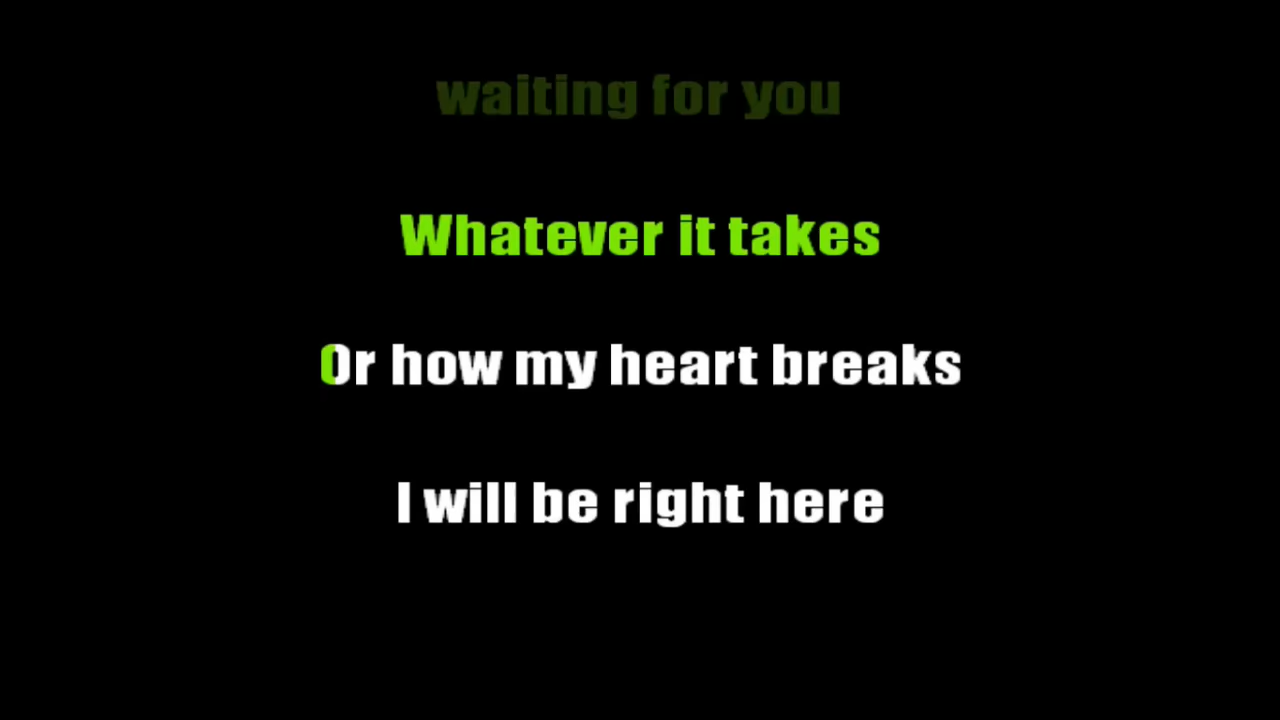 waiting for you
Whatever it takes
Or how my heart breaks
I will be right here